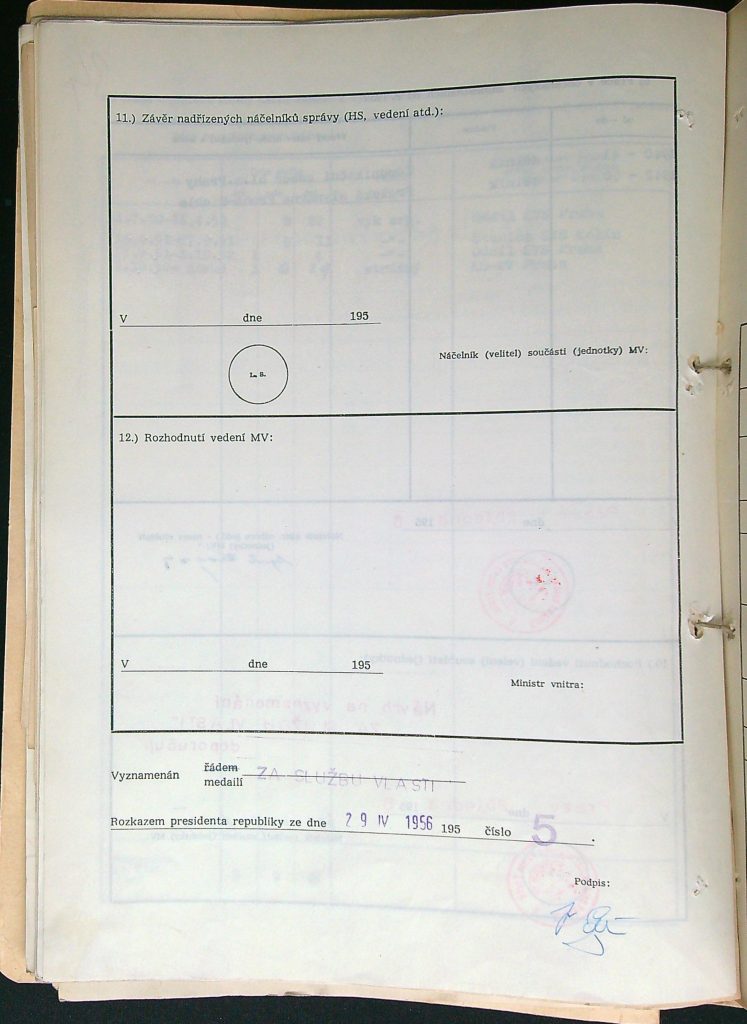 11.) Závěr nadřízených náčelníků správy (HS, vedení atd.):
V dne 195
L. S.
Náčelník (velitel) součásti (jednotky) MV:
12.) Rozhodnutí vedení MV:
V dne 195
Ministr vnitra:
Vyznamenán řádem
medailí ZA SLUŽBU VLASTI
Rozkazem presidenta republiky ze dne 29 IV 1956 195 číslo 5.
Podpis: